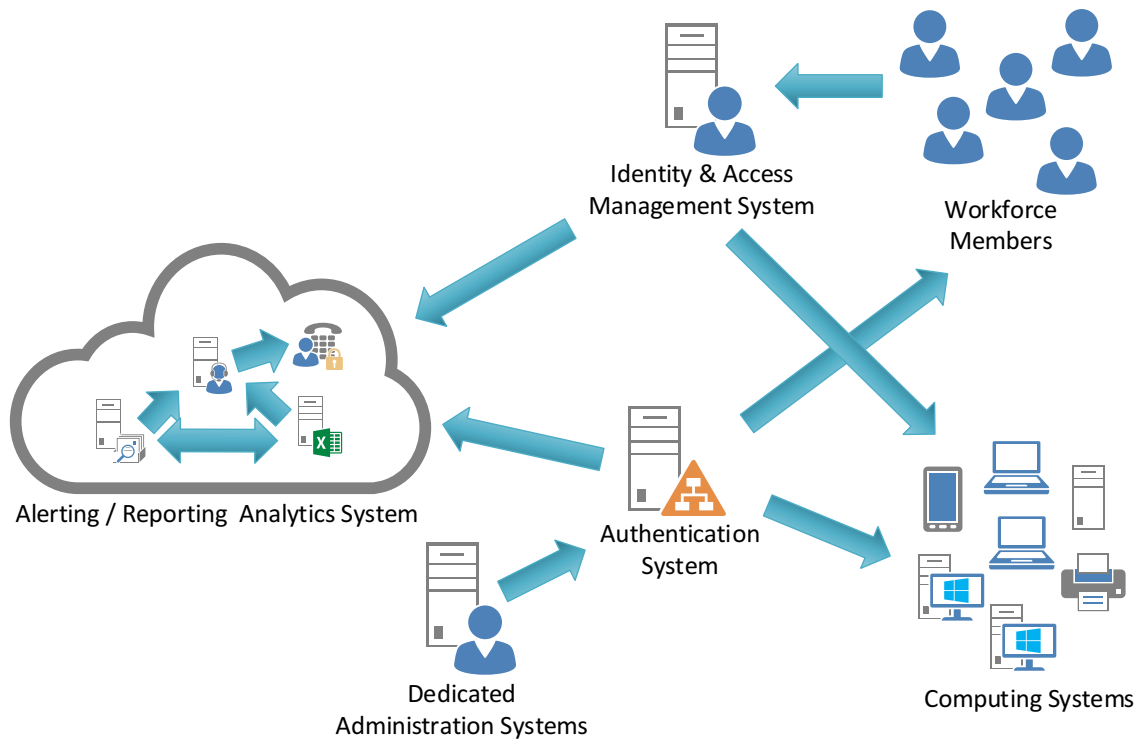 Identity & Access
Management System
Workforce
Members
Alerting / Reporting  Analytics System
Authentication
System
Dedicated
Administration Systems
Computing Systems